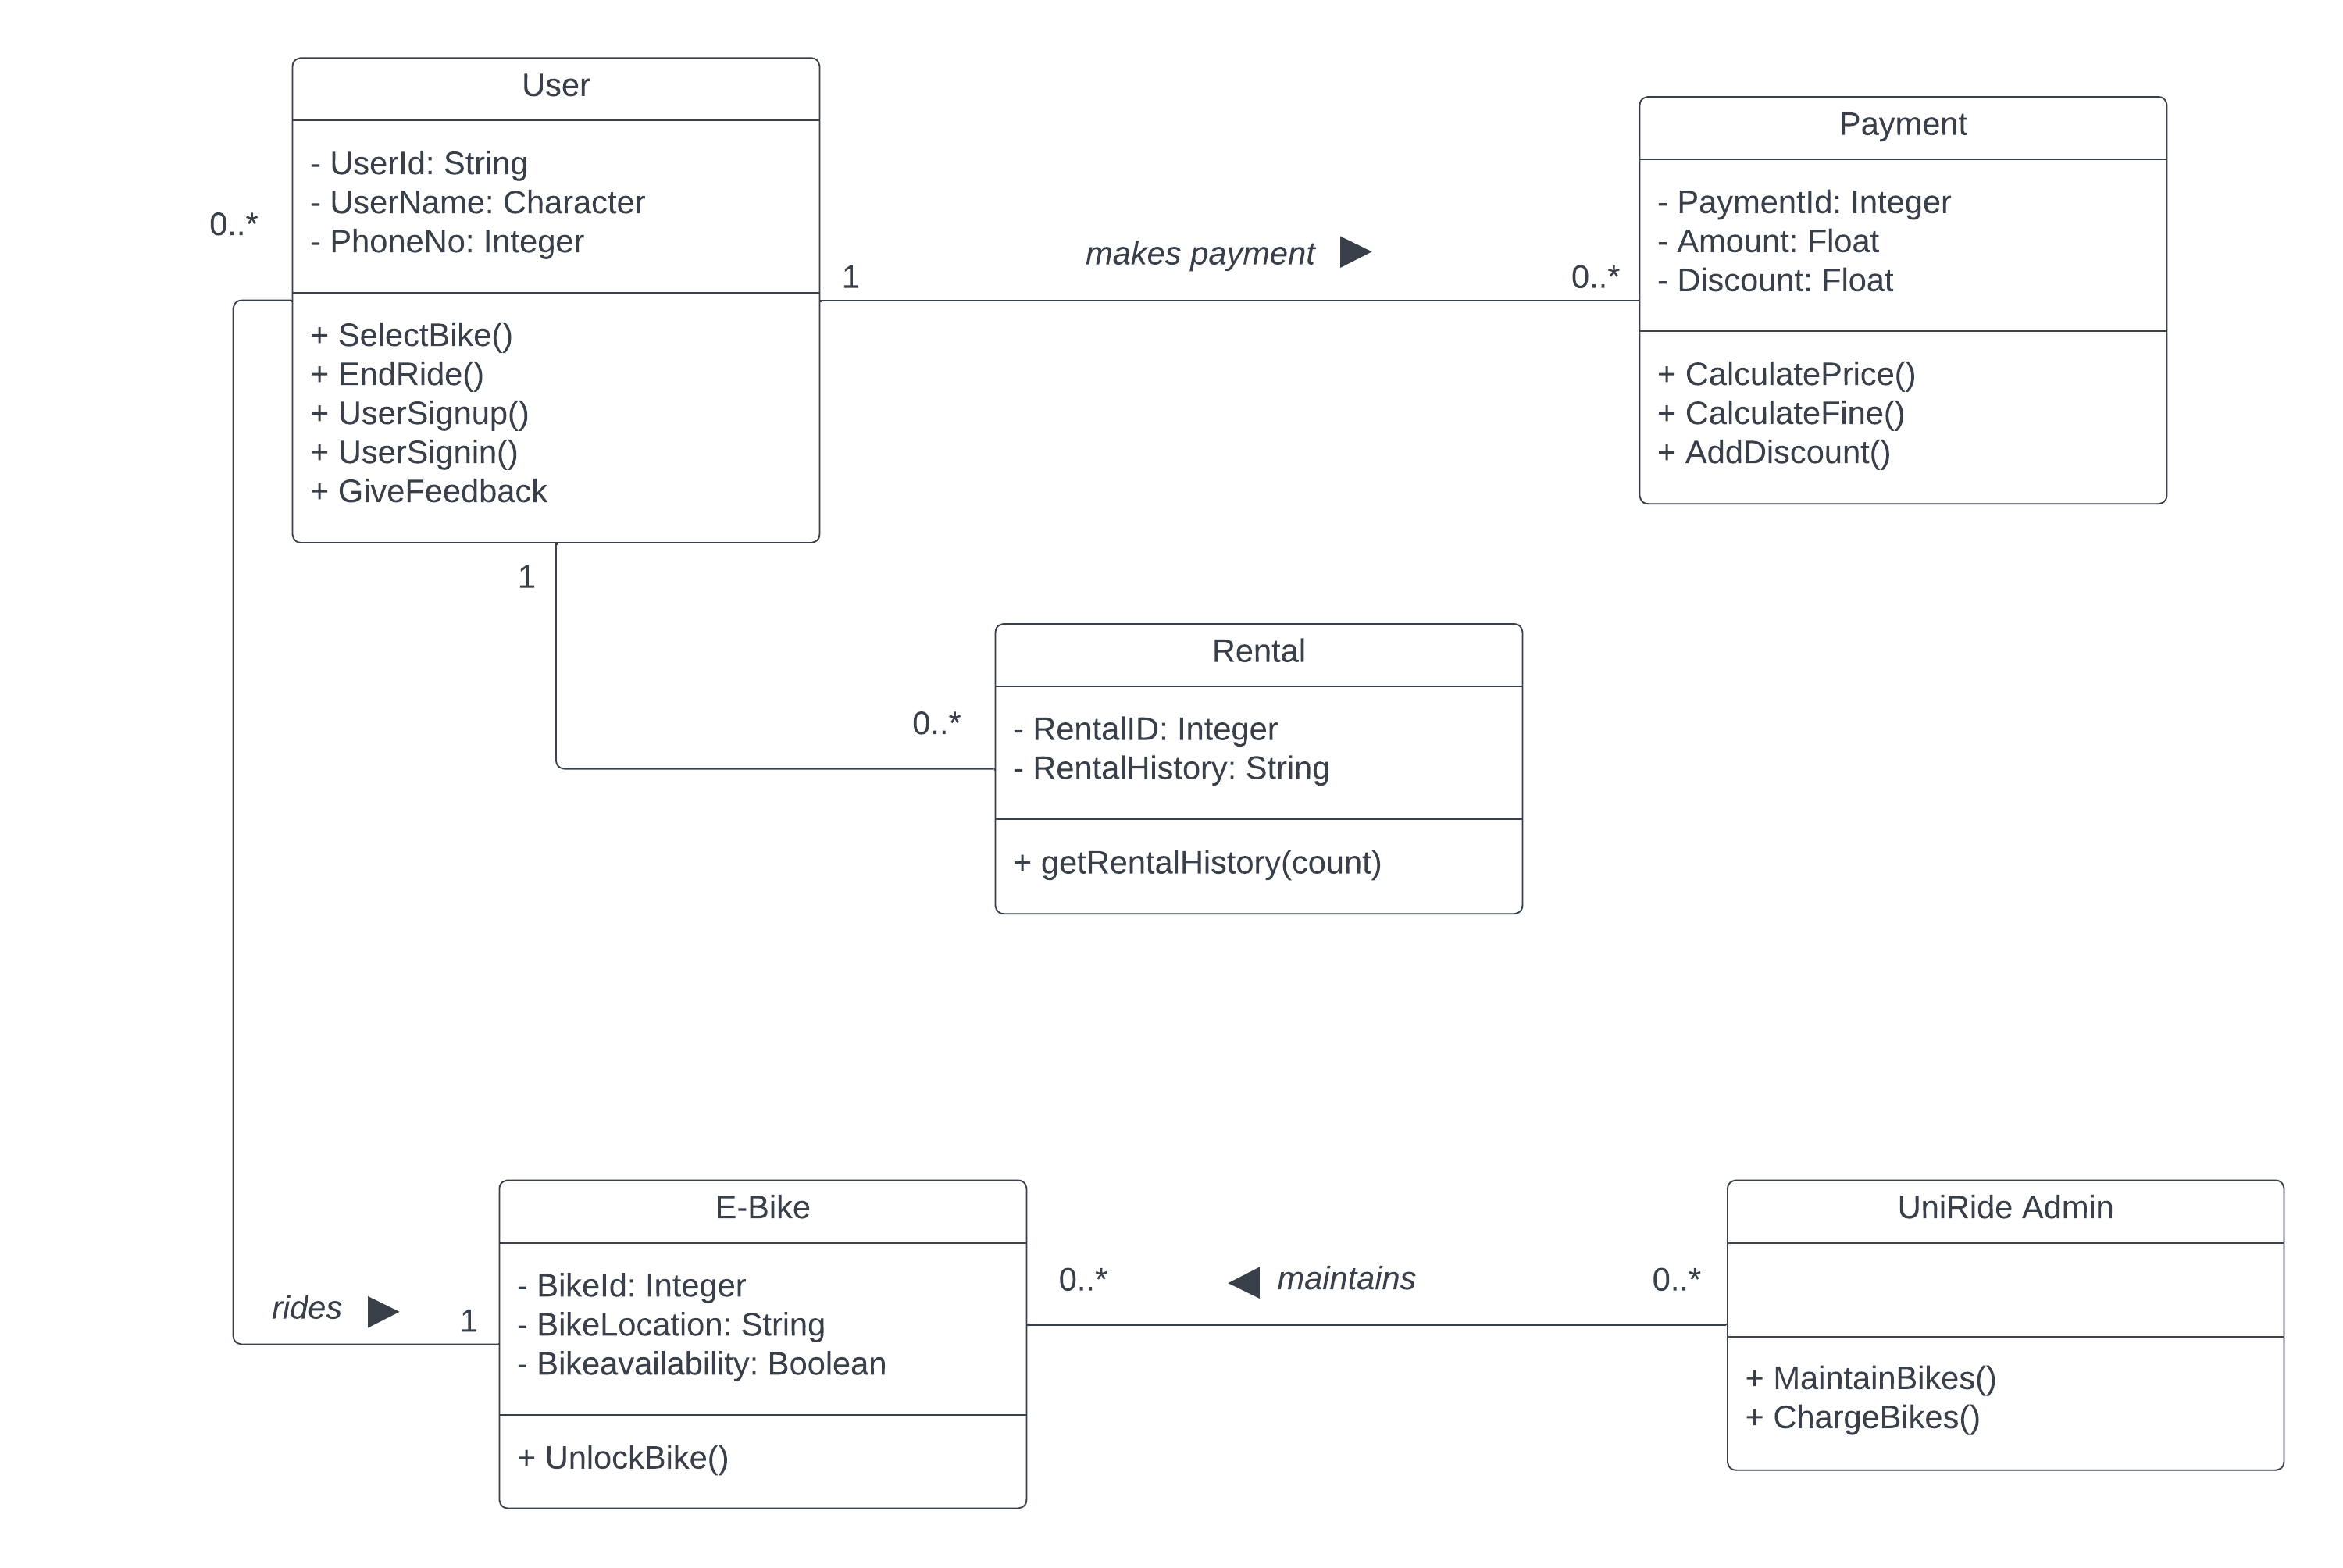 User
- UserId: String
- UserName: Character
- PhoneNo: Integer
+ SelectBike()
+ EndRide()
+ UserSignup()
+ UserSignin()
+ GiveFeedback
0..*
1
makes payment ▶
0..*
Payment
- PaymentId: Integer
- Amount: Float
- Discount: Float
+ CalculatePrice()
+ CalculateFine()
+ AddDiscount()
1
0..*
Rental
- RentalID: Integer
- RentalHistory: String
+ getRentalHistory(count)
rides ▶
1
E-Bike
- BikeId: Integer
- BikeLocation: String
- Bikeavailability: Boolean
+ UnlockBike()
0..*
◀ maintains
0..*
UniRide Admin
+ MaintainBikes()
+ ChargeBikes()